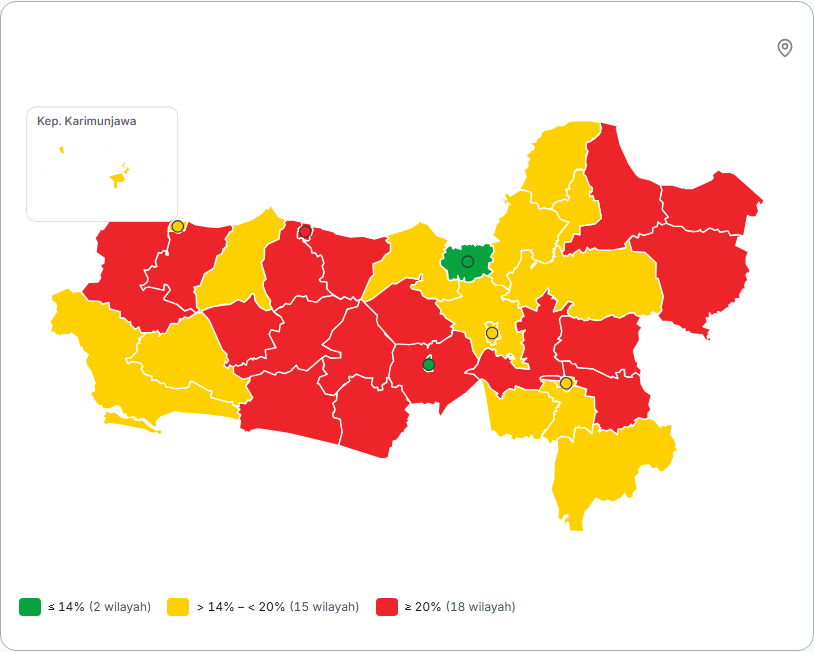 Kep. Karimunjawa
≤ 14% (2 wilayah) > 14% – < 20% (15 wilayah) ≥ 20% (18 wilayah)